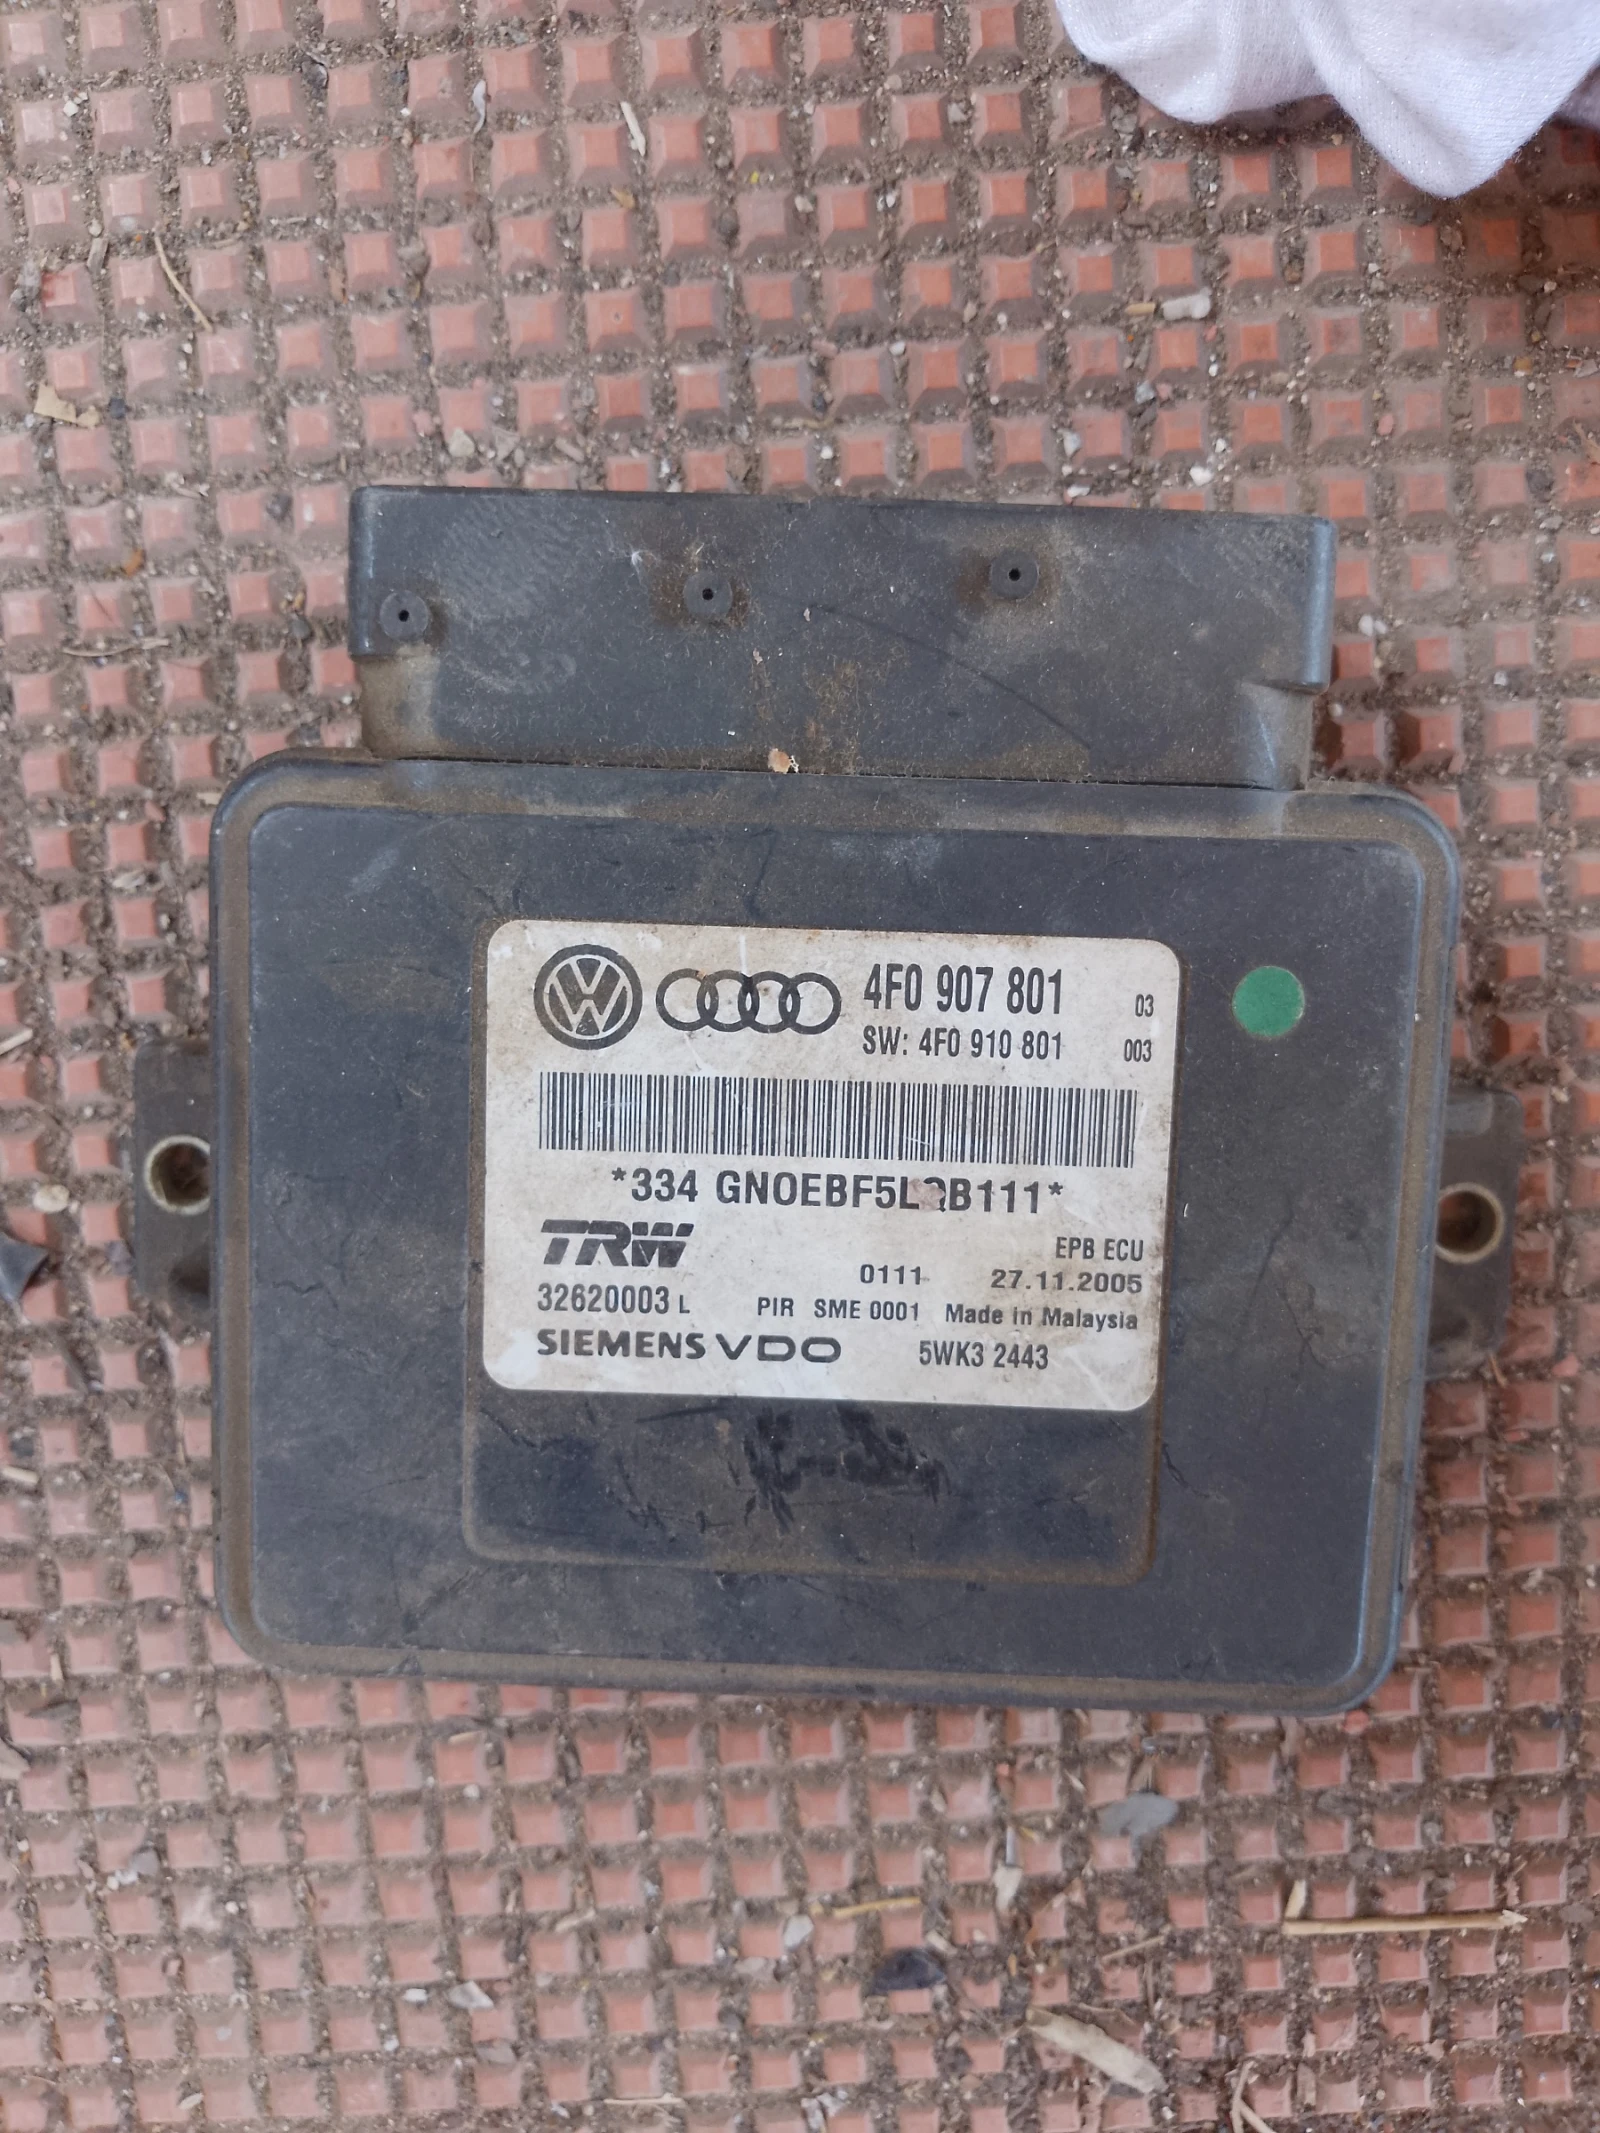 4F0 907 801 03
SW: 4F0 910 801 003
TRW
EPB ECU
0111 27.11.2005
32620003 L PIR SME 0001 Made in Malaysia
SIEMENS VDO 5WK3 2443